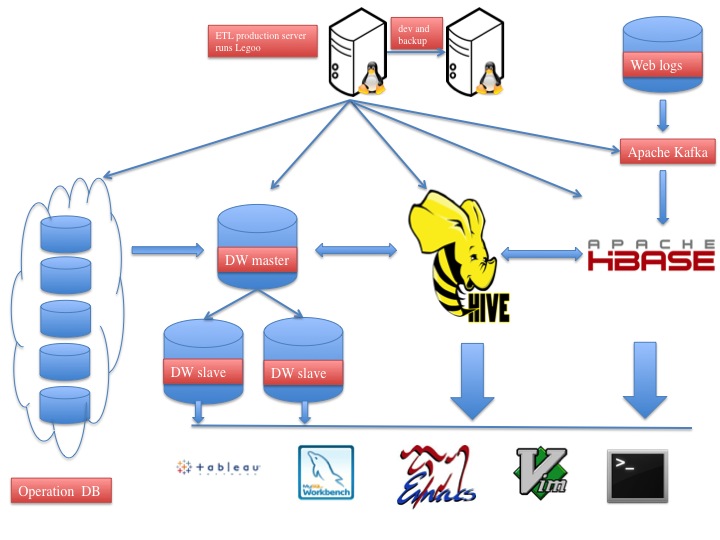 ETL production server
runs Legoo
dev and
backup
Web logs
Apache Kafka
DW master
HIVE
APACHE
HBASE
DW slave
DW slave
+ a b l e a u
SOFTWARE
MySQL
Workbench
Emacs
Vim
>_
Operation DB